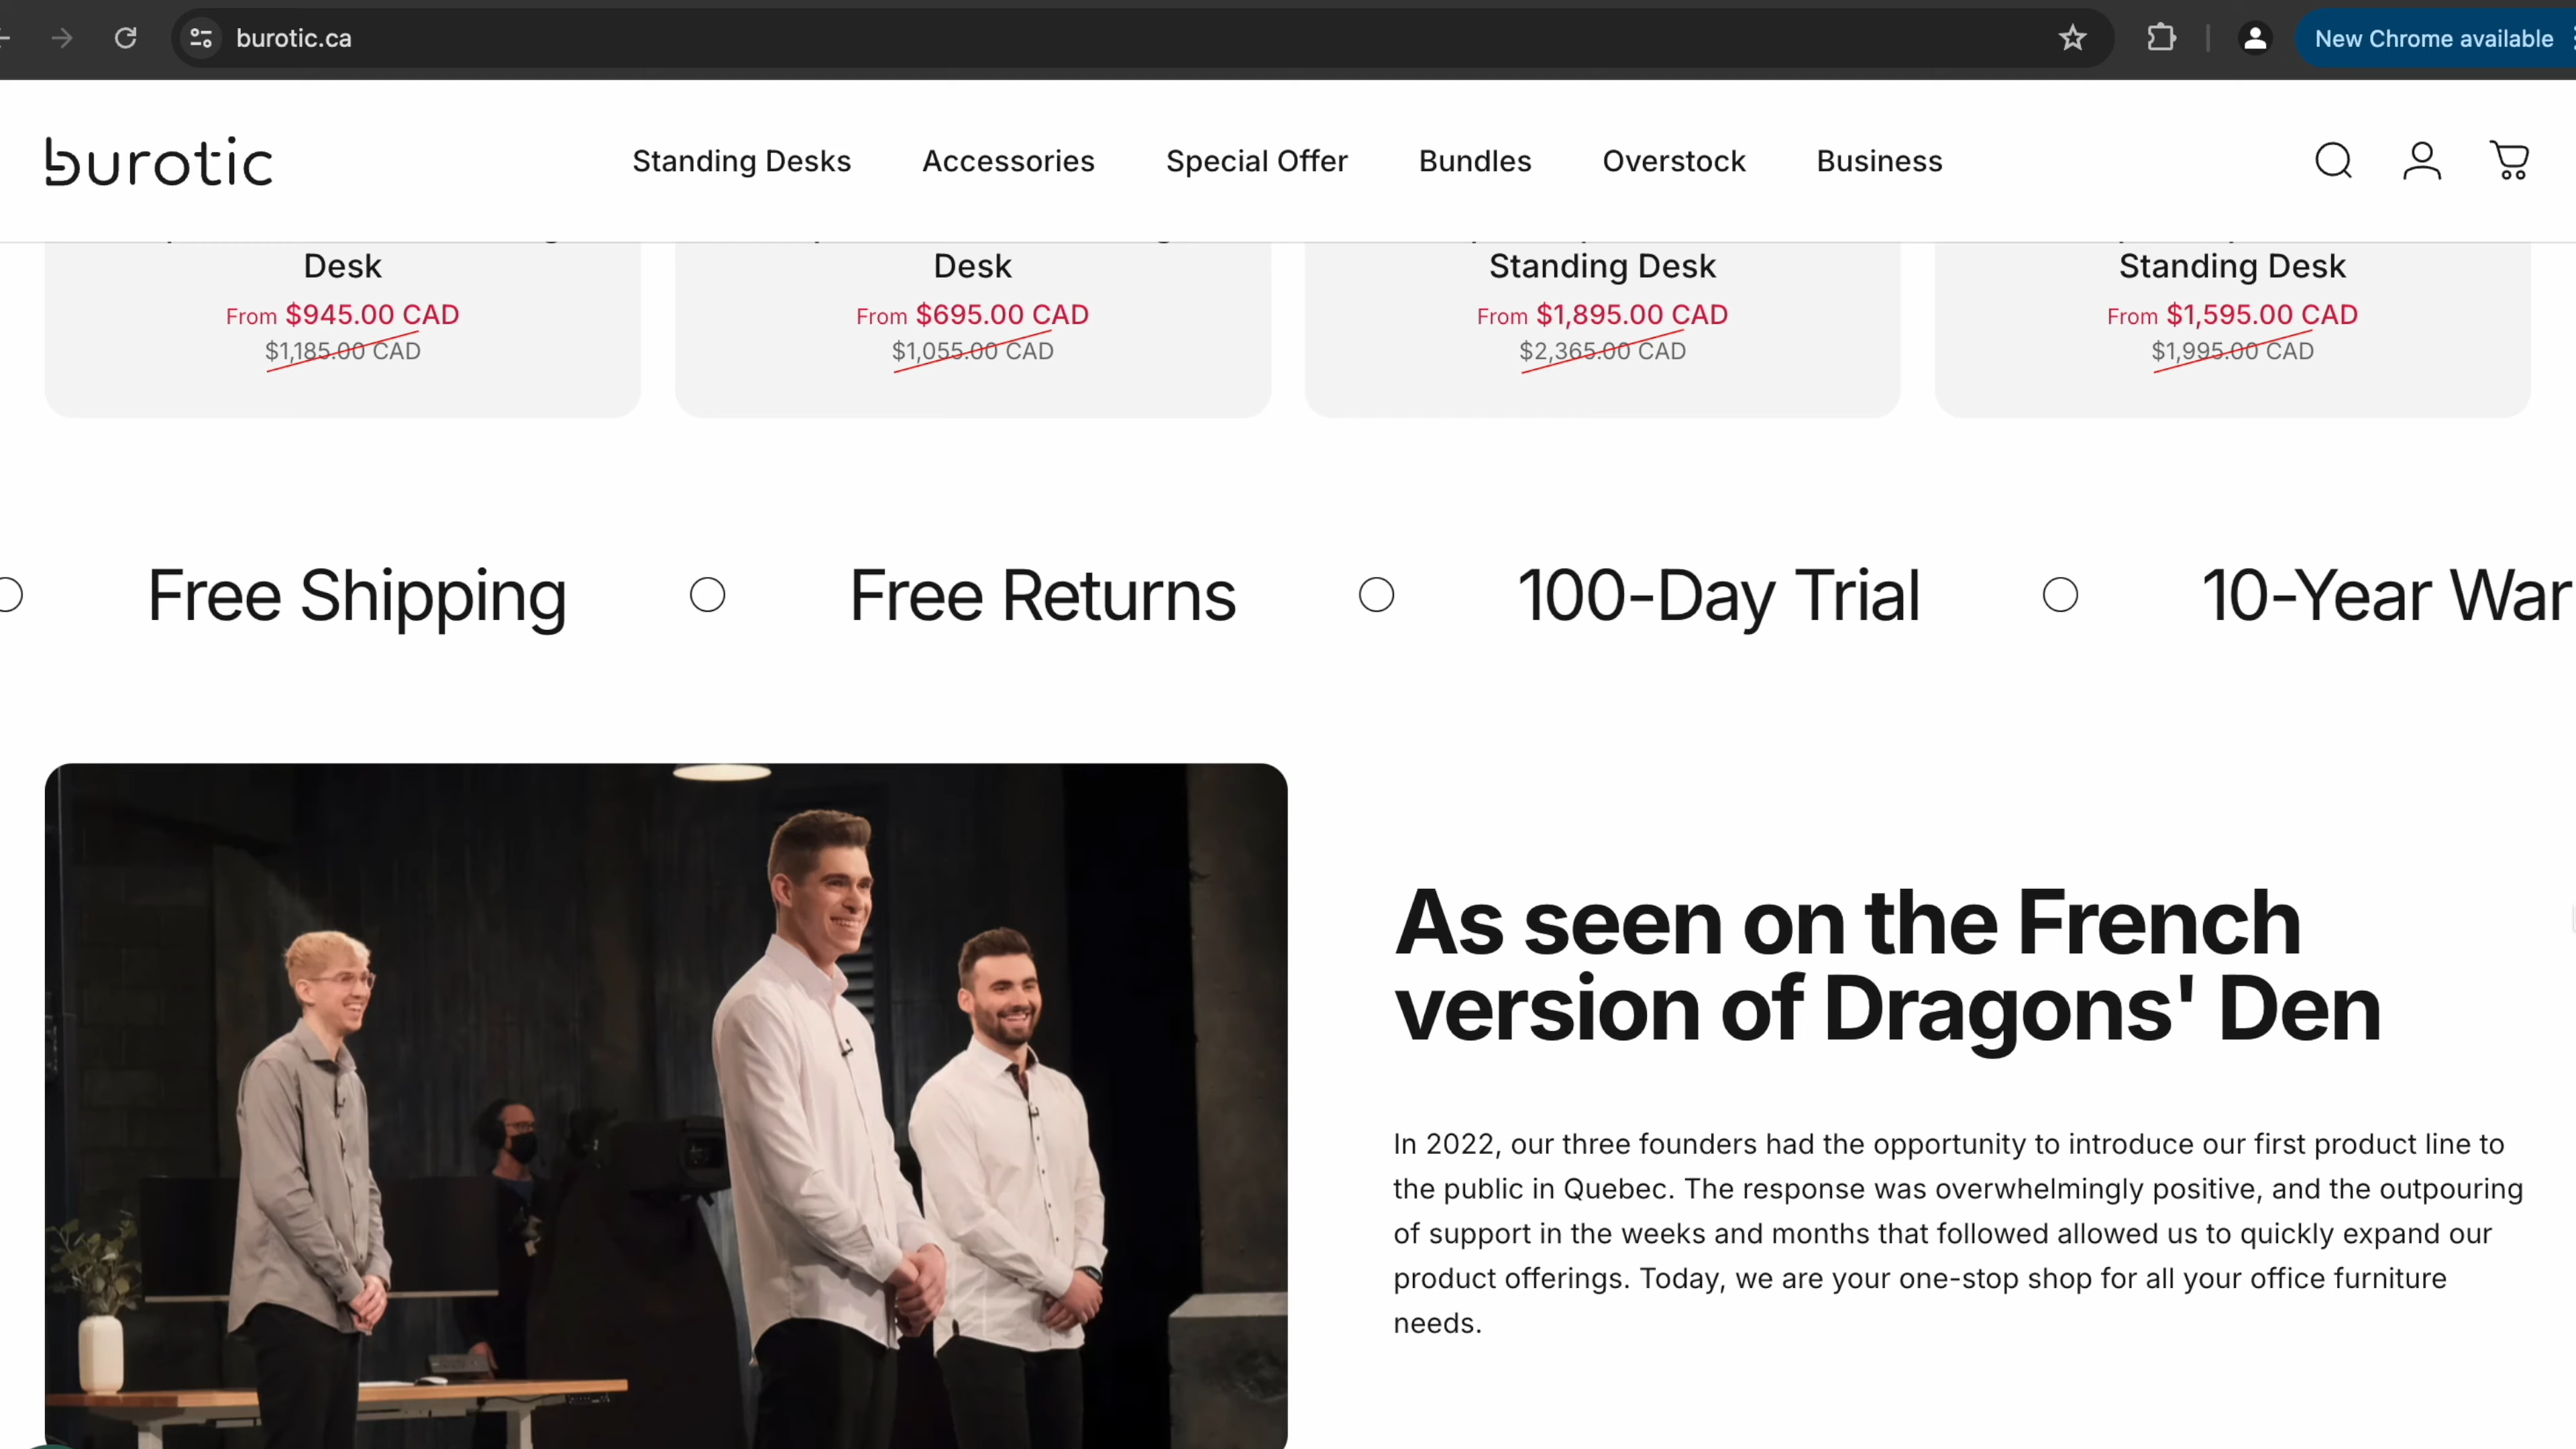 burotic.ca
New Chrome available
burotic
Standing Desks
Accessories
Special Offer
Bundles
Overstock
Business
Desk
From $945.00 CAD
$1,185.00 CAD
Desk
From $695.00 CAD
$1,055.00 CAD
Standing Desk
From $1,895.00 CAD
$2,365.00 CAD
Standing Desk
From $1,595.00 CAD
$1,995.00 CAD
Free Shipping
Free Returns
100-Day Trial
10-Year War
As seen on the French
version of Dragons' Den
In 2022, our three founders had the opportunity to introduce our first product line to
the public in Quebec. The response was overwhelmingly positive, and the outpouring
of support in the weeks and months that followed allowed us to quickly expand our
product offerings. Today, we are your one-stop shop for all your office furniture
needs.